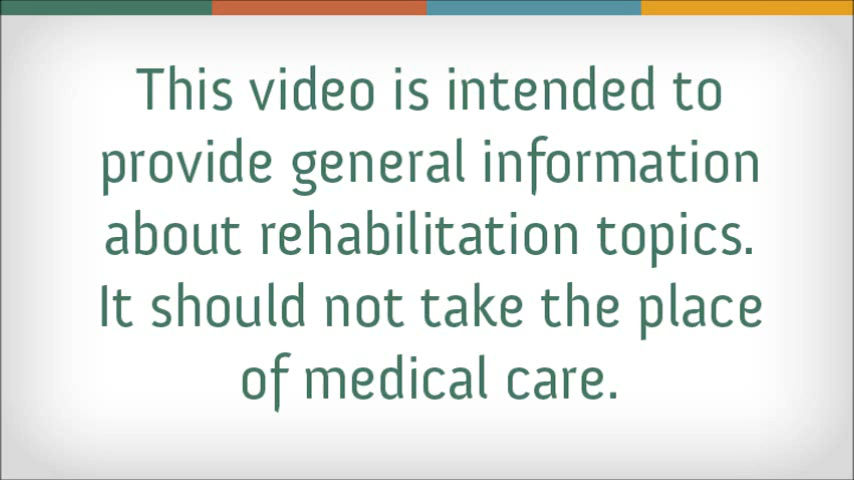 This video is intended to
provide general information
about rehabilitation topics.
It should not take the place
of medical care.